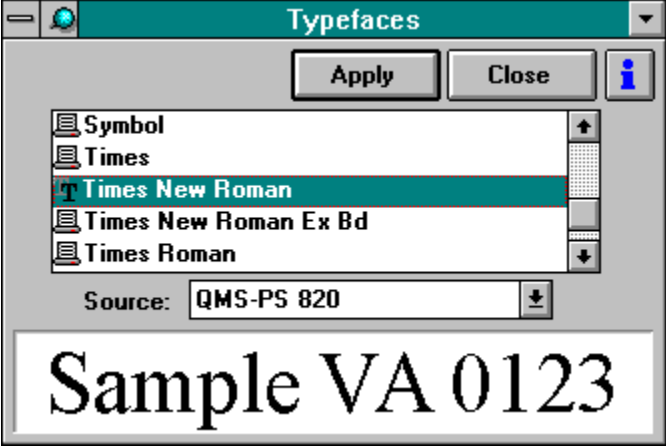 Typefaces
Apply Close i
Symbol
Times
Times New Roman
Times New Roman Ex Bd
Times Roman
Source: QMS-PS 820
Sample VA 0123